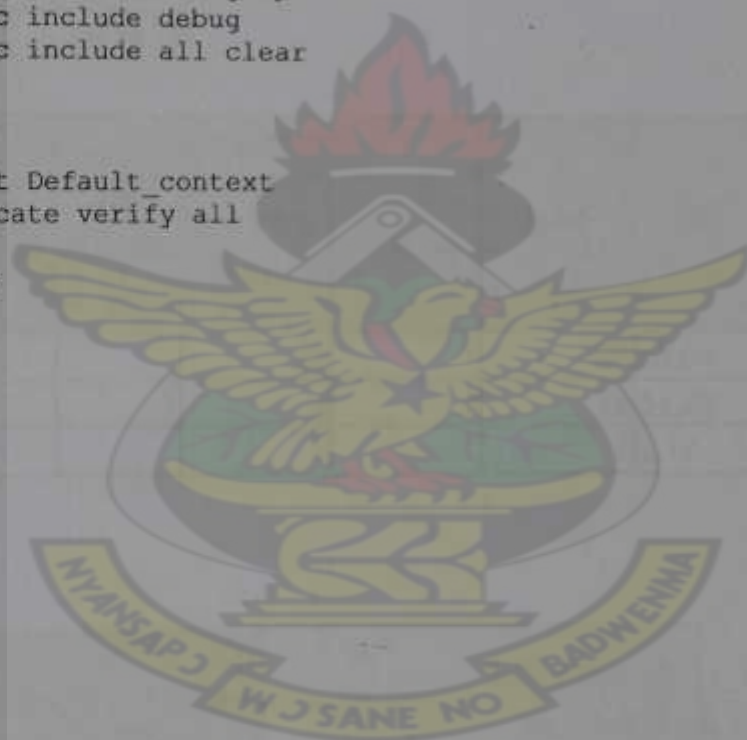 c include debug
c include all clear
t Default_context
cate verify all
NYANSAPƆ
WƆSANE NO
BADWENMA